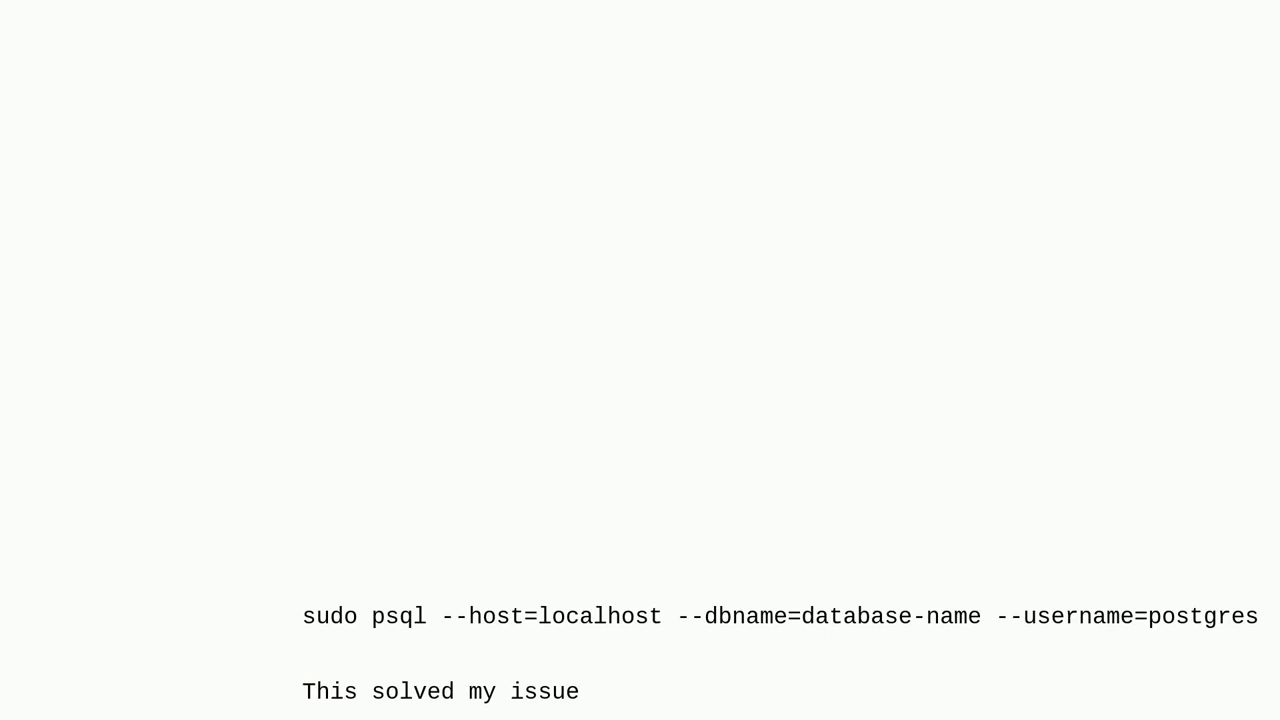 sudo psql --host=localhost --dbname=database-name --username=postgres
This solved my issue